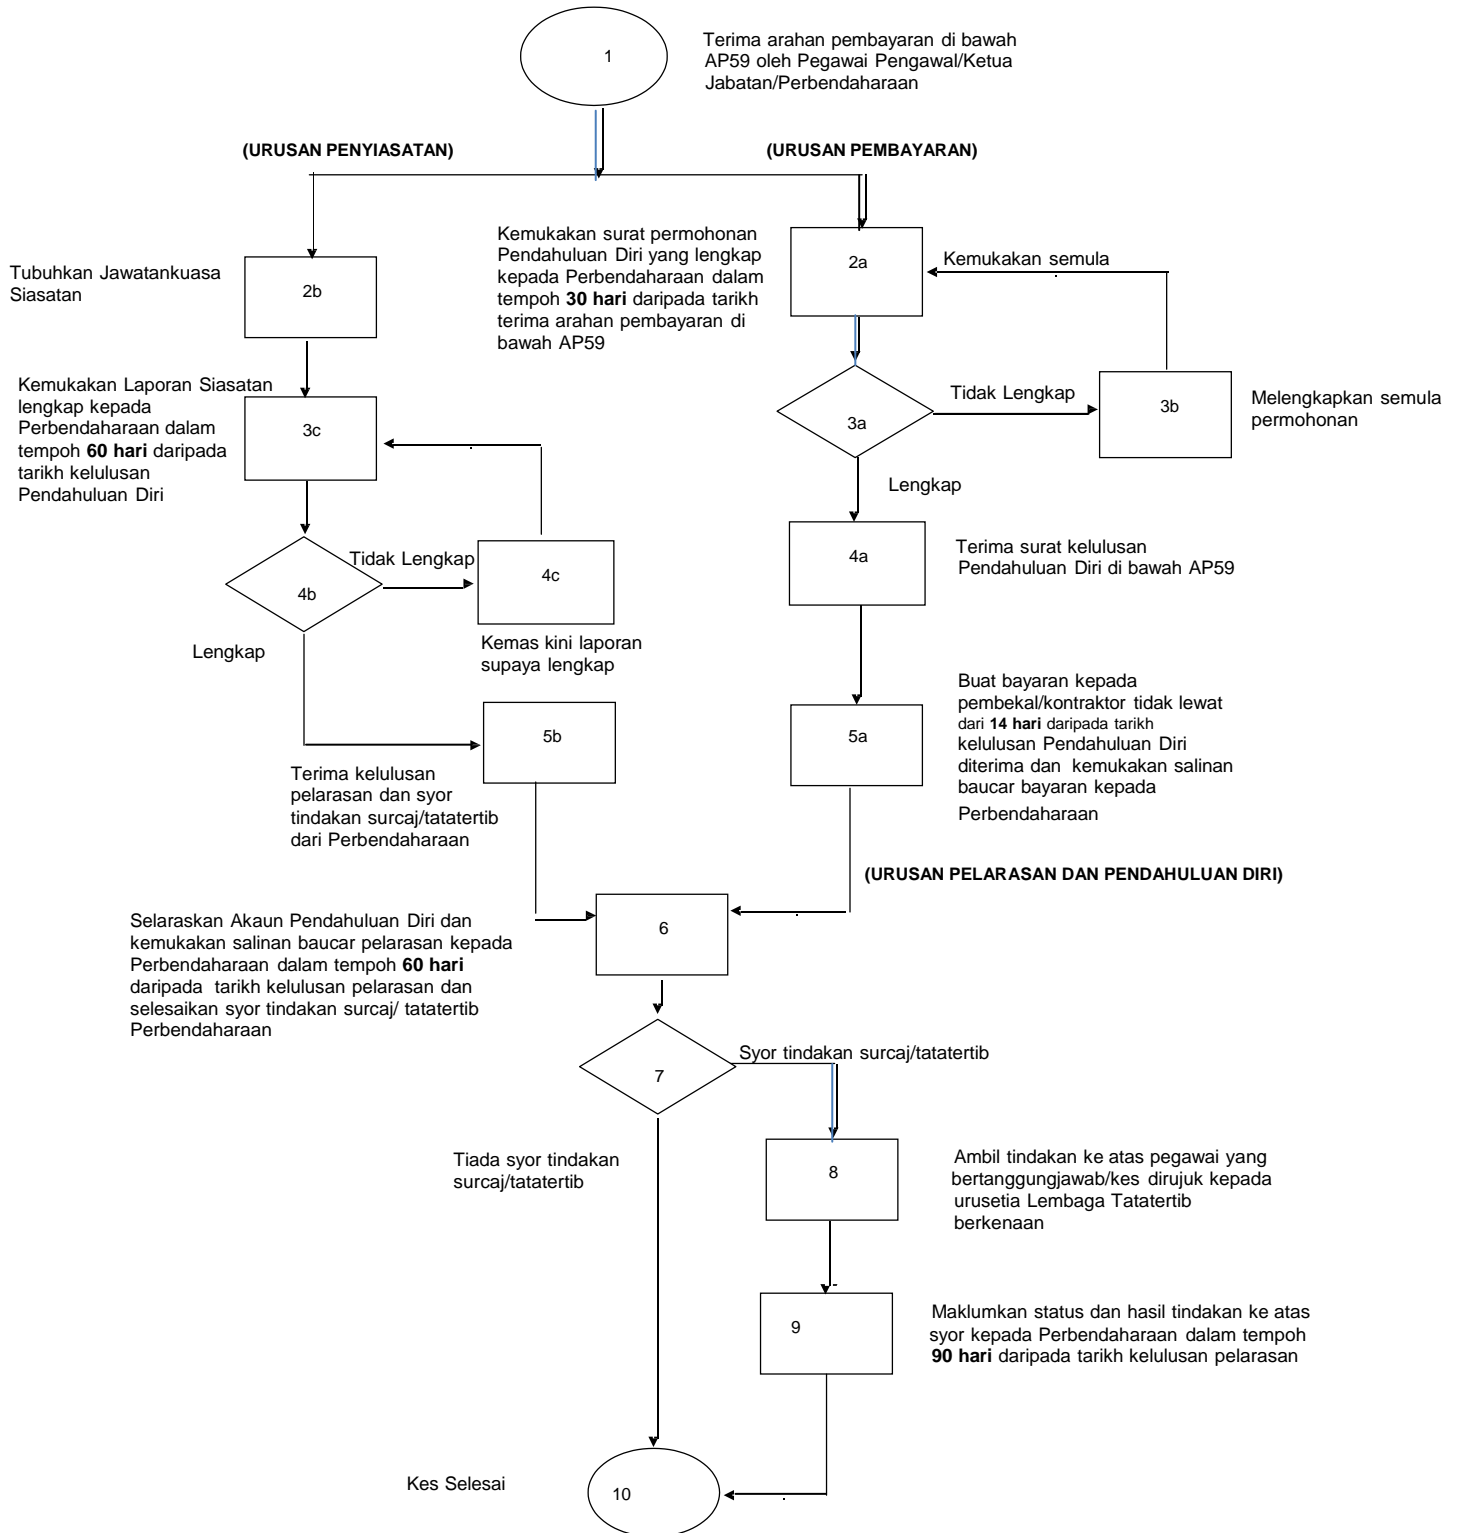 1
Terima arahan pembayaran di bawah
AP59 oleh Pegawai Pengawal/Ketua
Jabatan/Perbendaharaan
(URUSAN PENYIASATAN)
(URUSAN PEMBAYARAN)
Tubuhkan Jawatankuasa
Siasatan
2b
Kemukakan surat permohonan
Pendahuluan Diri yang lengkap
kepada Perbendaharaan dalam
tempoh 30 hari daripada tarikh
terima arahan pembayaran di
bawah AP59
2a
Kemukakan semula
Kemukakan Laporan Siasatan
lengkap kepada
Perbendaharaan dalam
tempoh 60 hari daripada
tarikh kelulusan
Pendahuluan Diri
3c
3a
Tidak Lengkap
3b
Melengkapkan semula
permohonan
Lengkap
4b
Tidak Lengkap
4c
Kemas kini laporan
supaya lengkap
4a
Terima surat kelulusan
Pendahuluan Diri di bawah AP59
Lengkap
5b
Terima kelulusan
pelarasan dan syor
tindakan surcaj/tatatertib
dari Perbendaharaan
5a
Buat bayaran kepada
pembekal/kontraktor tidak lewat
dari 14 hari daripada tarikh
kelulusan Pendahuluan Diri
diterima dan kemukakan salinan
baucar bayaran kepada
Perbendaharaan
(URUSAN PELARASAN DAN PENDAHULUAN DIRI)
Selaraskan Akaun Pendahuluan Diri dan
kemukakan salinan baucar pelarasan kepada
Perbendaharaan dalam tempoh 60 hari
daripada tarikh kelulusan pelarasan dan
selesaikan syor tindakan surcaj/ tatatertib
Perbendaharaan
6
7
Syor tindakan surcaj/tatatertib
Tiada syor tindakan
surcaj/tatatertib
8
Ambil tindakan ke atas pegawai yang
bertanggungjawab/kes dirujuk kepada
urusetia Lembaga Tatatertib
berkenaan
9
Maklumkan status dan hasil tindakan ke atas
syor kepada Perbendaharaan dalam tempoh
90 hari daripada tarikh kelulusan pelarasan
Kes Selesai
10